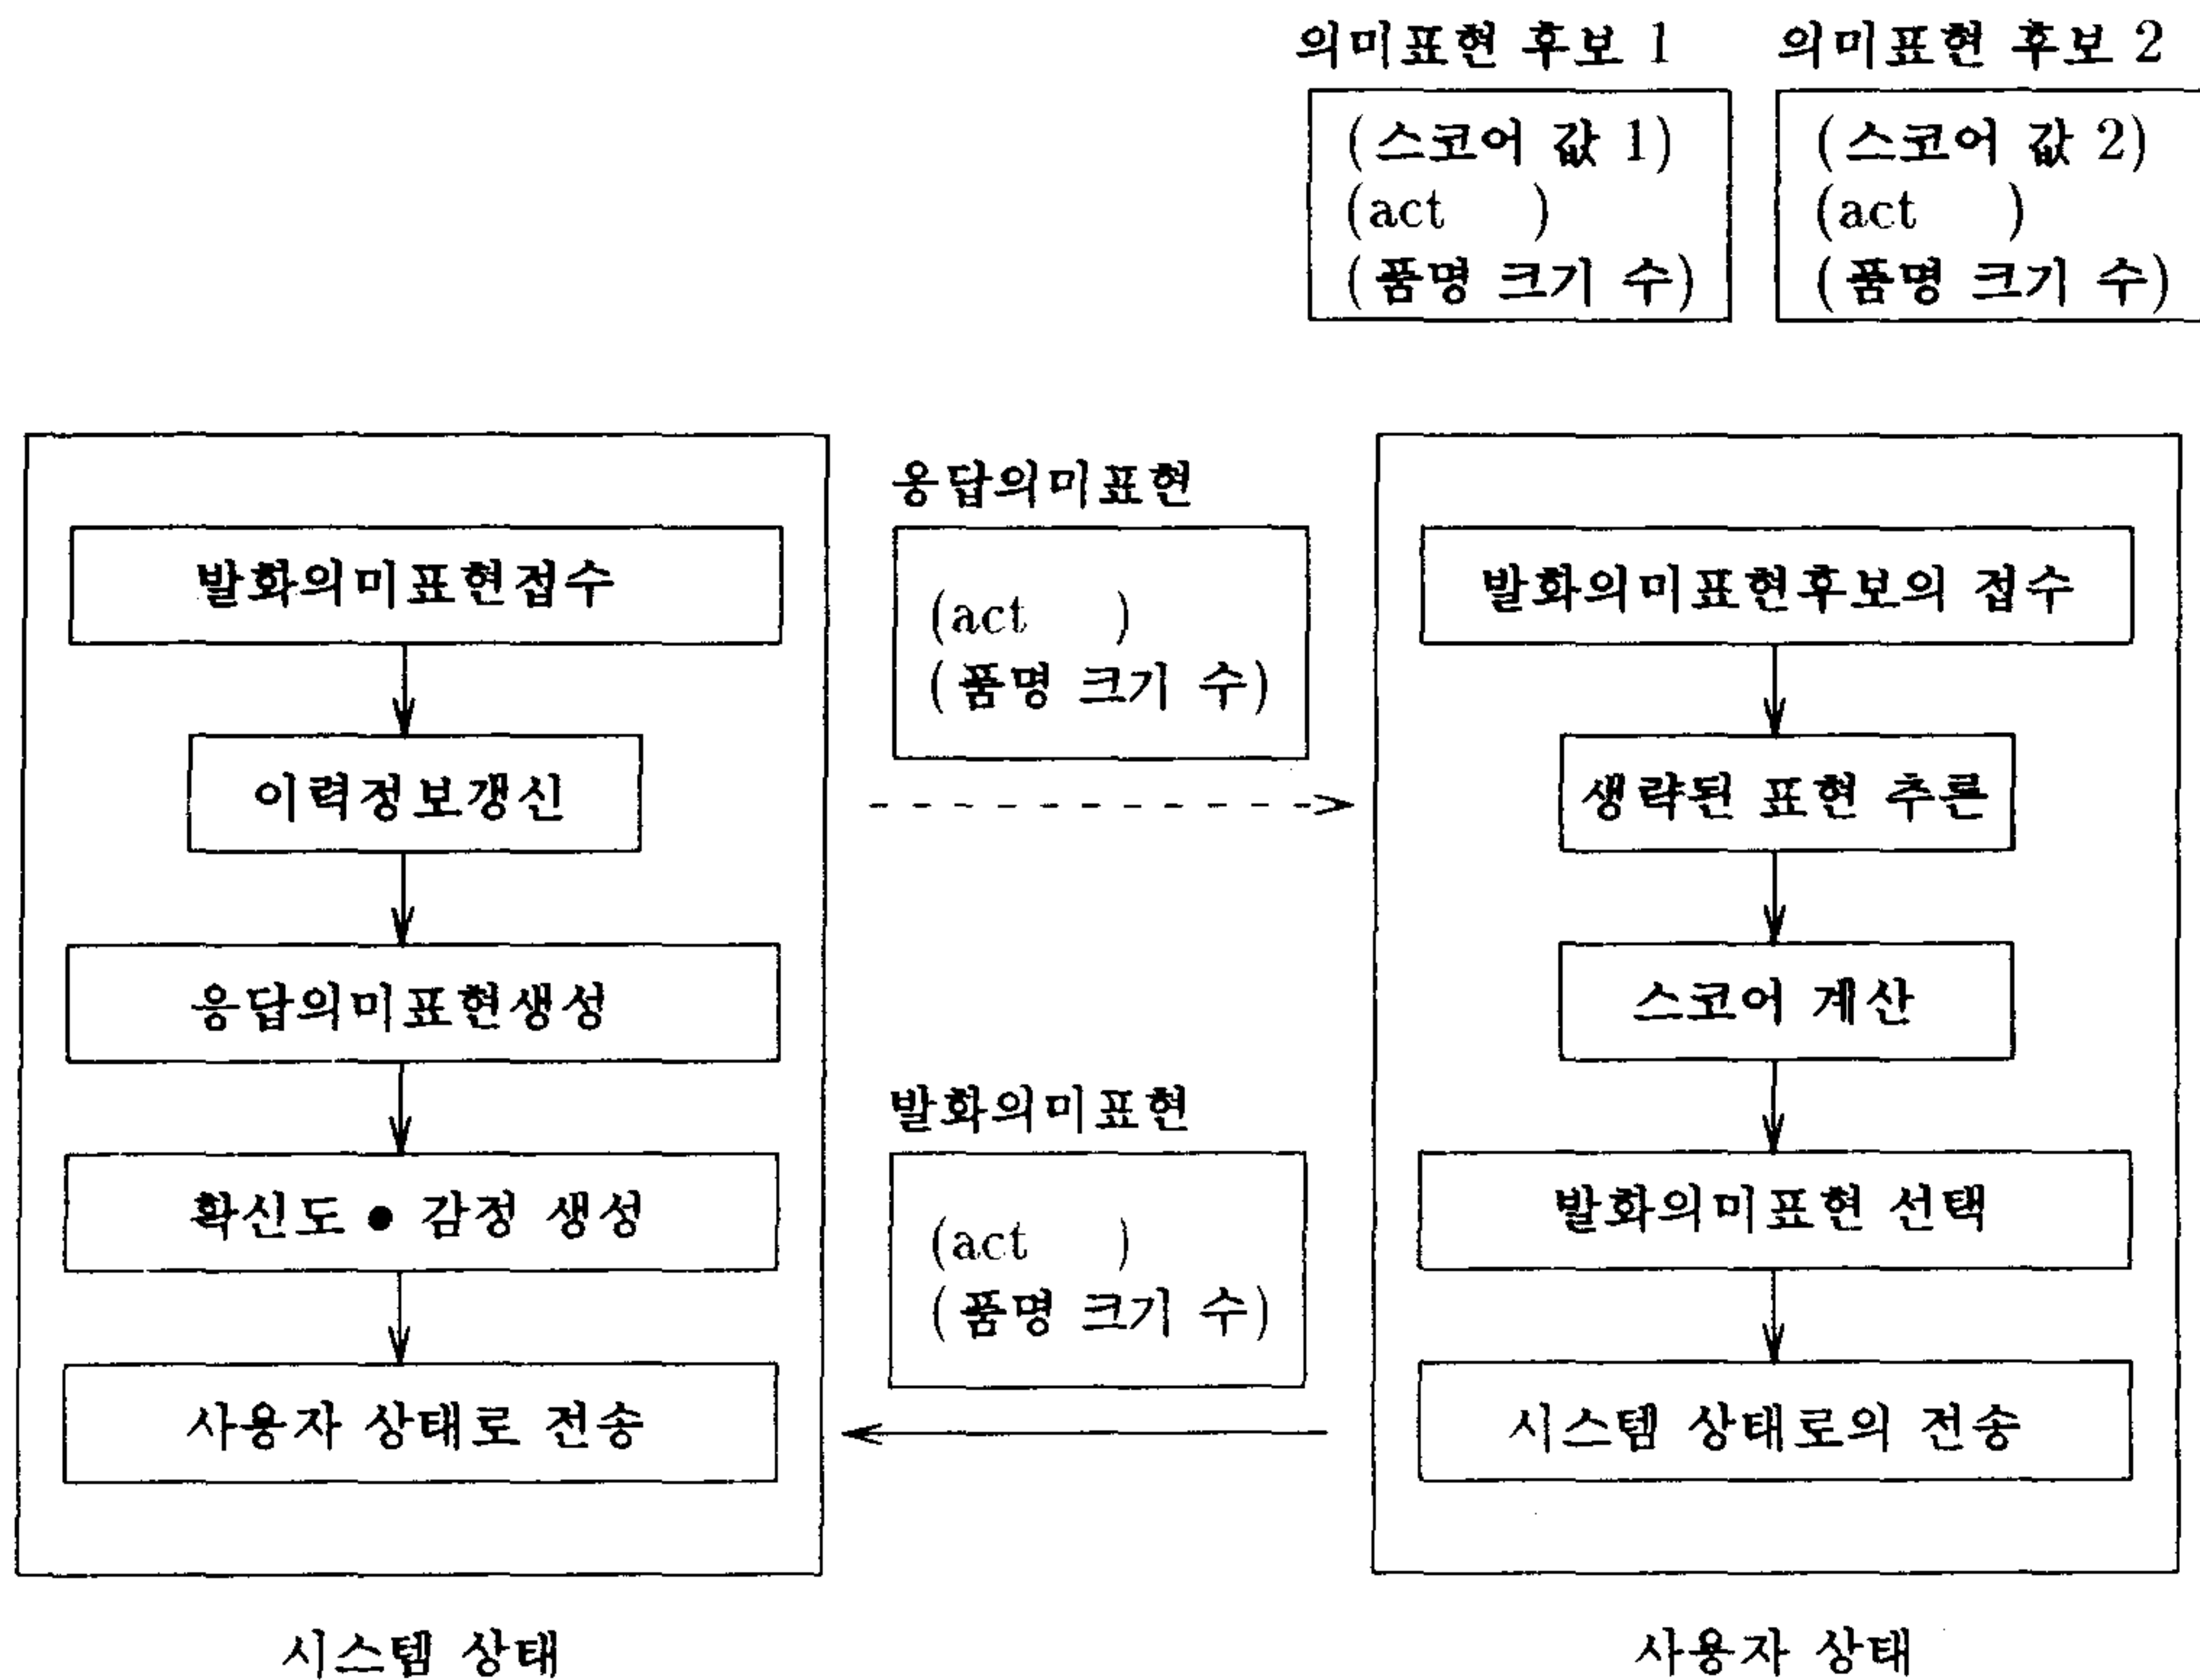 의미표현 후보 1
의미표현 후보 2
(스코어 값 1)
(act )
(품명 크기 수)
(스코어 값 2)
(act )
(품명 크기 수)
발화의미표현접수
이력정보갱신
응답의미표현생성
확신도 ● 감정 생성
사용자 상태로 전송
시스템 상태
응답의미표현
(act )
(품명 크기 수)
발화의미표현
(act )
(품명 크기 수)
발화의미표현후보의 접수
생략된 표현 추론
스코어 계산
발화의미표현 선택
시스템 상태로의 전송
사용자 상태